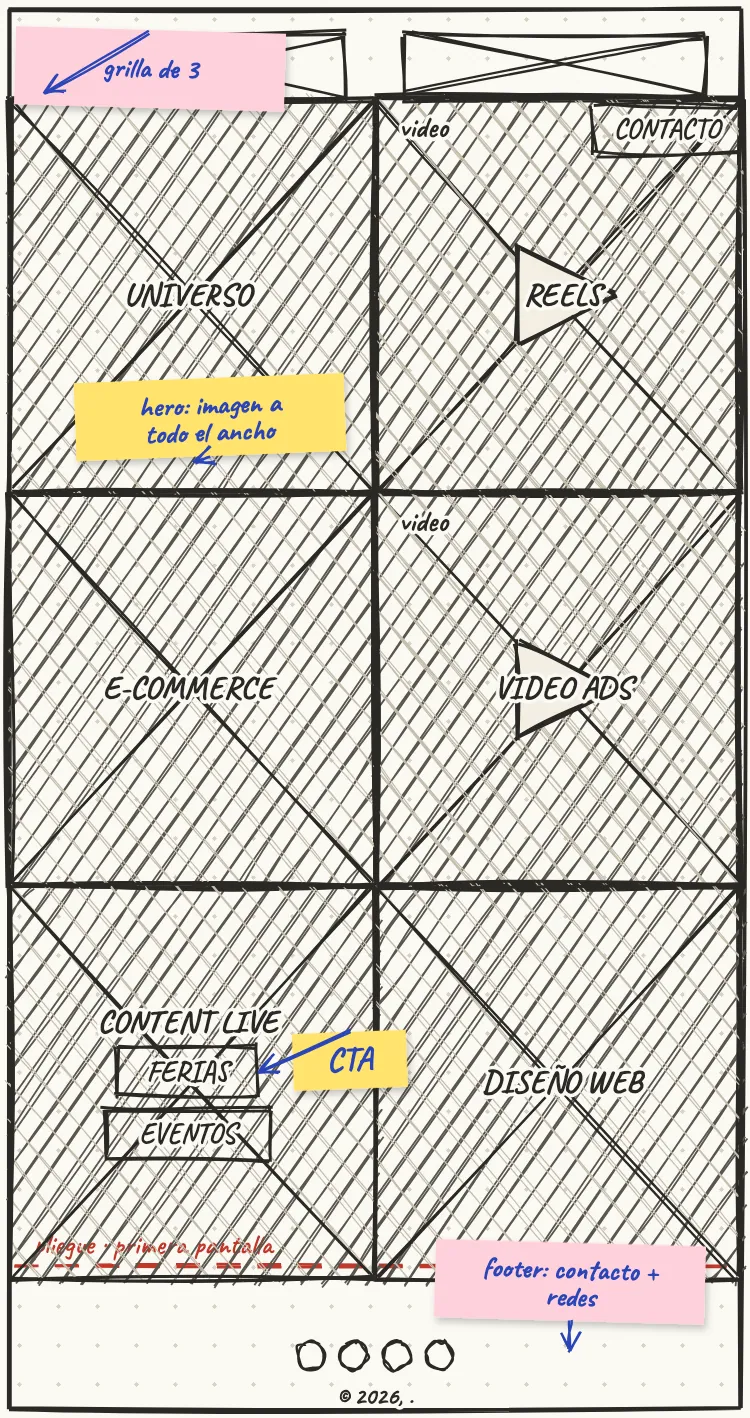 grilla de 3
video
CONTACTO
UNIVERSO
REELS
hero: imagen a
todo el ancho
video
E-COMMERCE
VIDEO ADS
CONTENT LIVE
FERIAS
CTA
EVENTOS
DISEÑO WEB
pliegue · primera pantalla
footer: contacto +
redes
© 2026, .